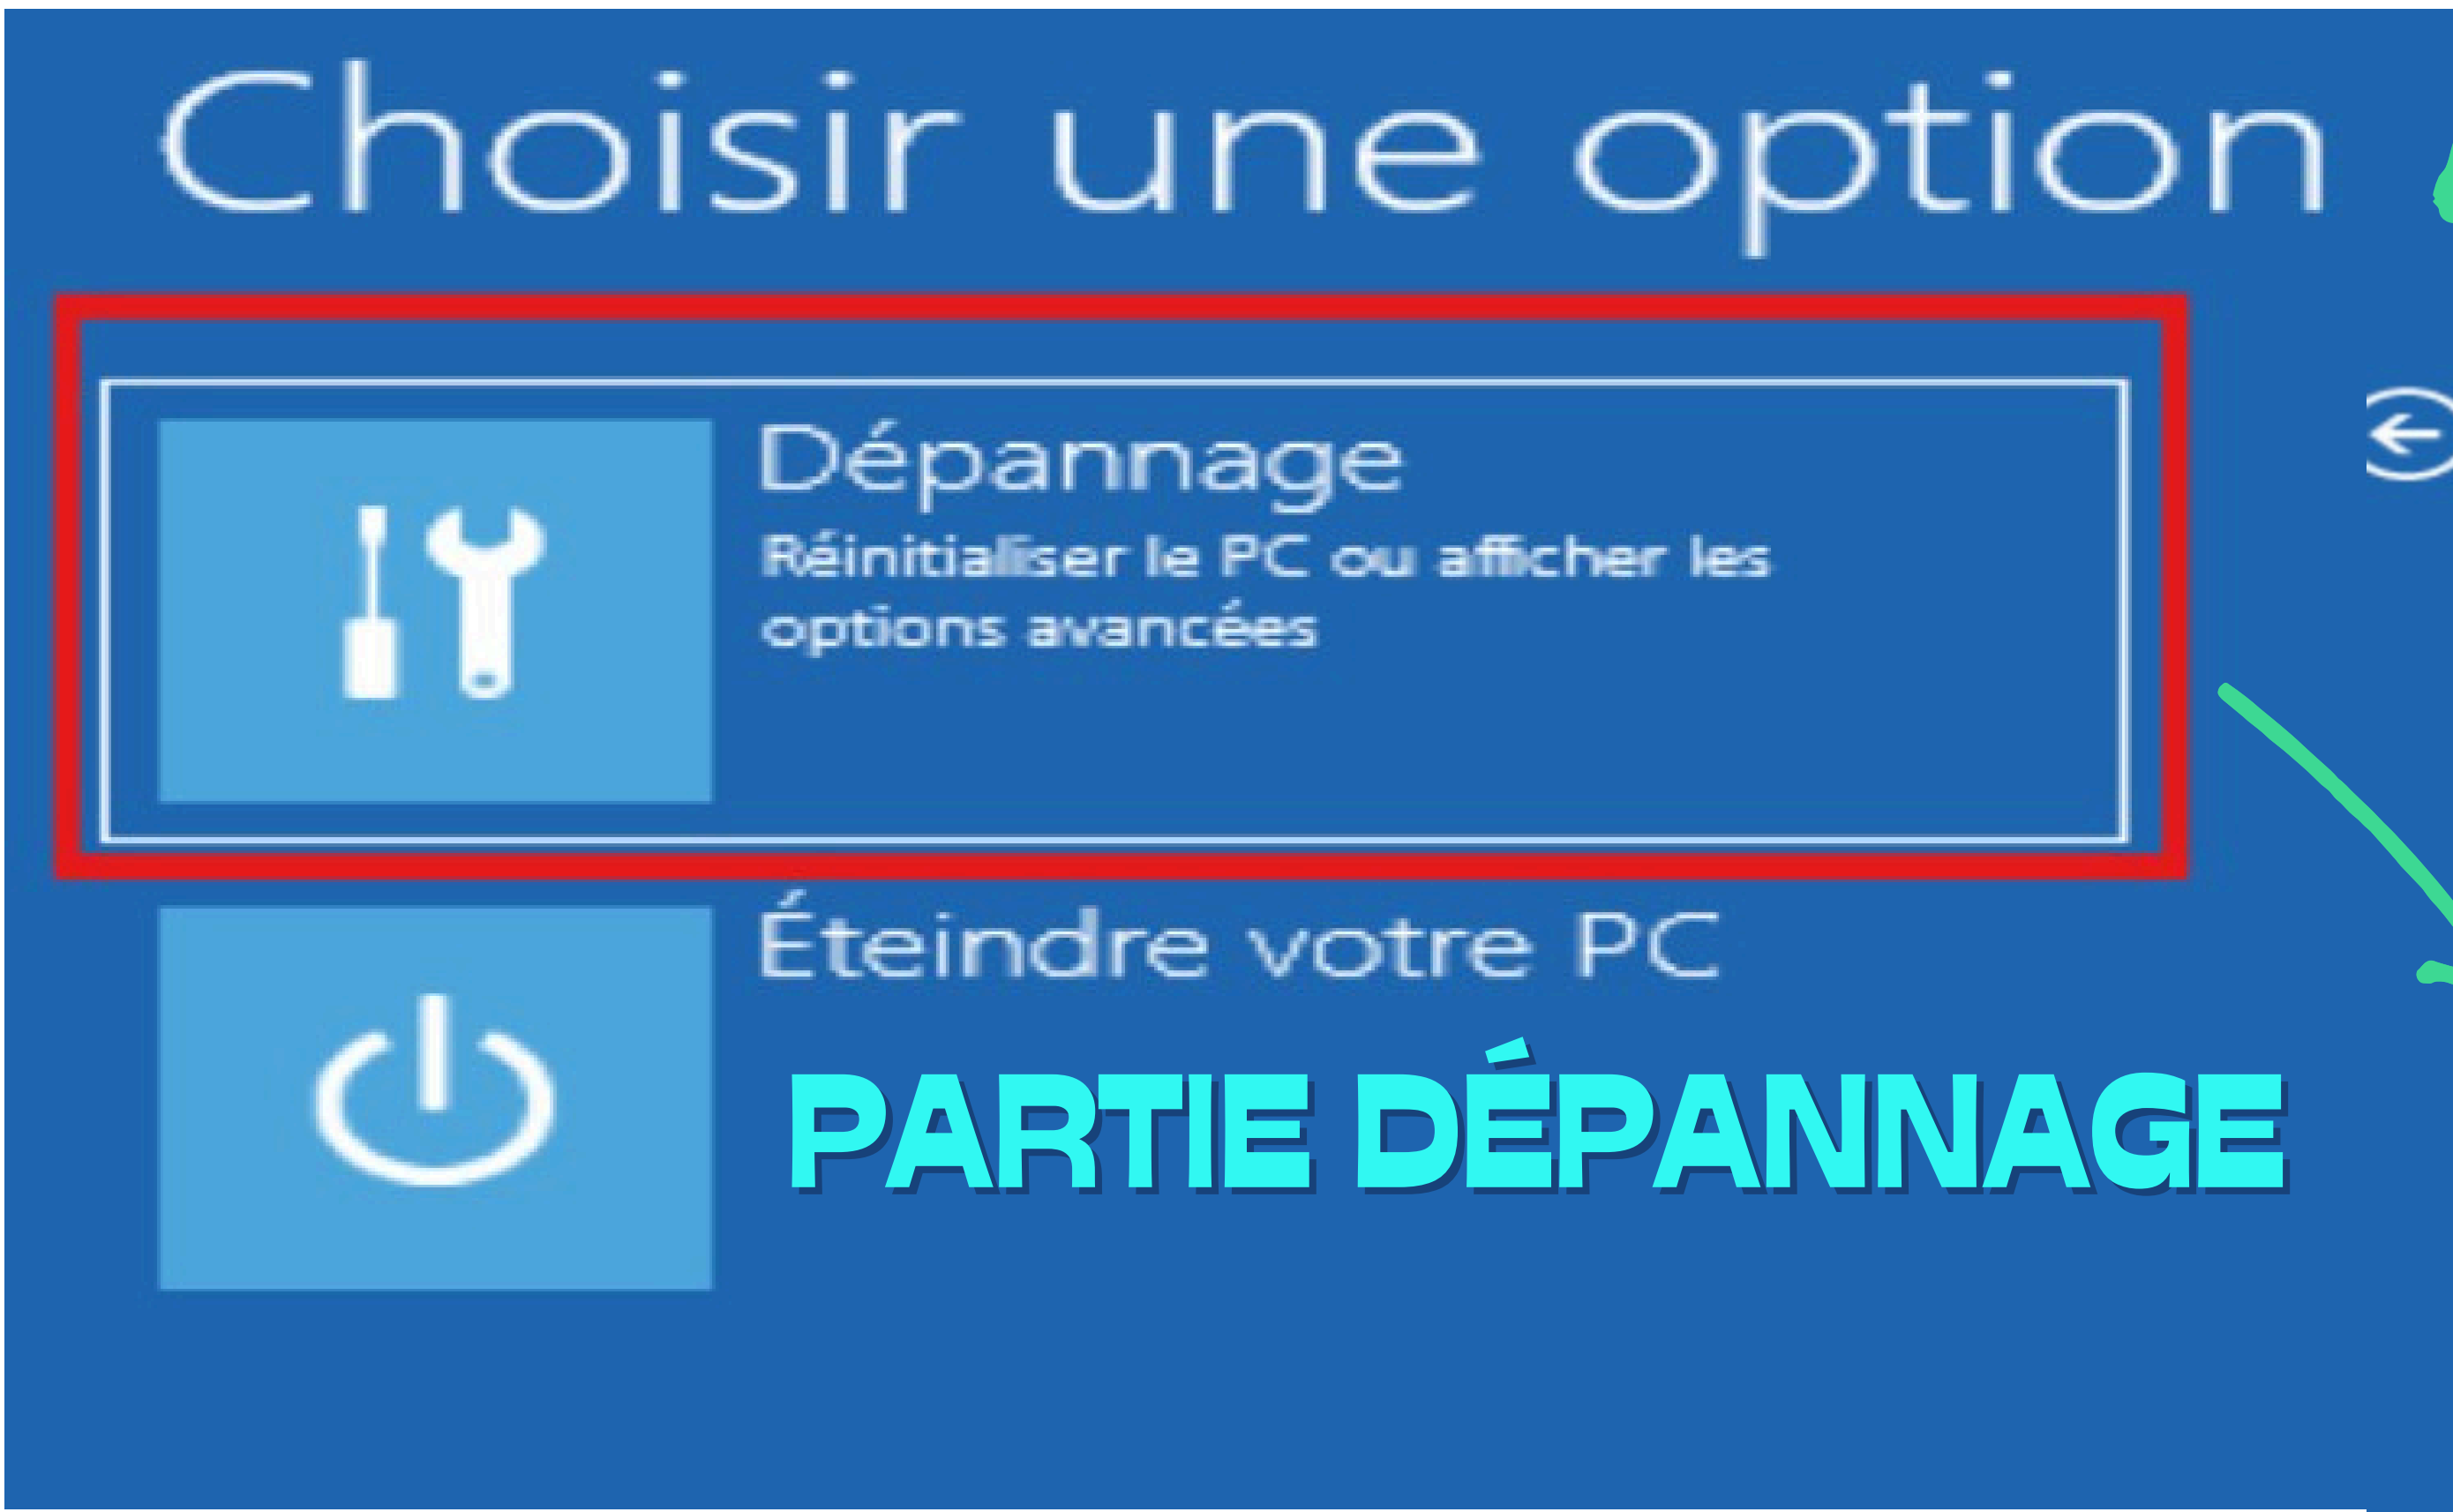 Choisir une option
Dépannage
Réinitialiser le PC ou afficher les
options avancées
Éteindre votre PC
PARTIE DÉPANNAGE